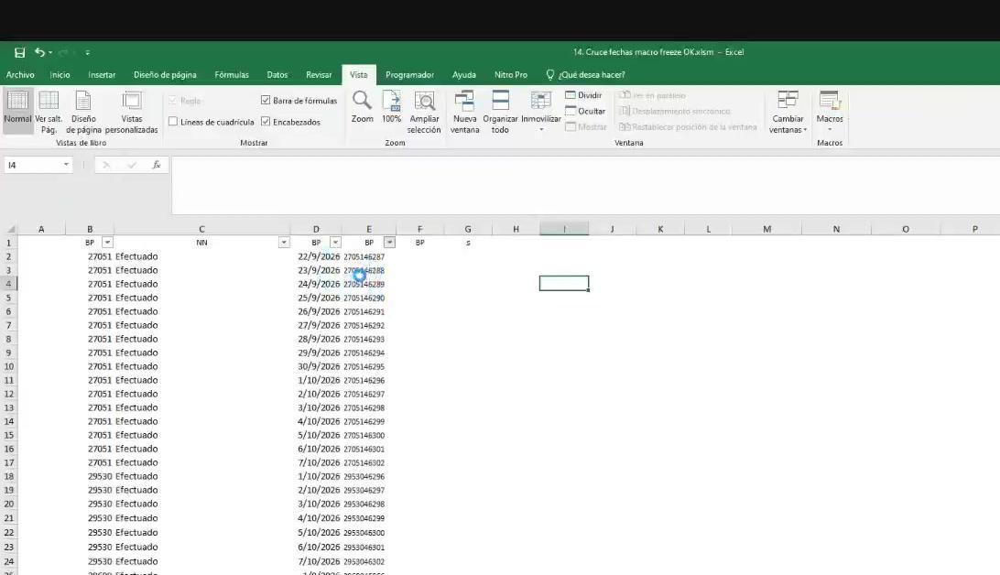 14. Cruce fechas macro freeze OK.xlsm - Excel
Archivo Inicio Insertar Diseño de página Fórmulas Datos Revisar Vista Programador Ayuda Nitro Pro ¿Qué desea hacer?
Normal Ver salt. Pág. Diseño de página Vistas personalizadas
Vistas de libro
Regla Barra de fórmulas
Líneas de cuadrícula Encabezados
Mostrar
Zoom 100% Ampliar selección
Zoom
Nueva ventana Organizar todo Inmovilizar
Dividir Ver en paralelo
Ocultar Desplazamiento sincrónico
Mostrar Restablecer posición de la ventana
Ventana
Cambiar ventanas
Macros
Macros
I4 fx
A B C D E F G H I J K L M N O P
1 BP NN BP BP BP s
2 27051 Efectuado 22/9/2026 2705146287
3 27051 Efectuado 23/9/2026 2705146288
4 27051 Efectuado 24/9/2026 2705146289
5 27051 Efectuado 25/9/2026 2705146290
6 27051 Efectuado 26/9/2026 2705146291
7 27051 Efectuado 27/9/2026 2705146292
8 27051 Efectuado 28/9/2026 2705146293
9 27051 Efectuado 29/9/2026 2705146294
10 27051 Efectuado 30/9/2026 2705146295
11 27051 Efectuado 1/10/2026 2705146296
12 27051 Efectuado 2/10/2026 2705146297
13 27051 Efectuado 3/10/2026 2705146298
14 27051 Efectuado 4/10/2026 2705146299
15 27051 Efectuado 5/10/2026 2705146300
16 27051 Efectuado 6/10/2026 2705146301
17 27051 Efectuado 7/10/2026 2705146302
18 29530 Efectuado 1/10/2026 2953046296
19 29530 Efectuado 2/10/2026 2953046297
20 29530 Efectuado 3/10/2026 2953046298
21 29530 Efectuado 4/10/2026 2953046299
22 29530 Efectuado 5/10/2026 2953046300
23 29530 Efectuado 6/10/2026 2953046301
24 29530 Efectuado 7/10/2026 2953046302